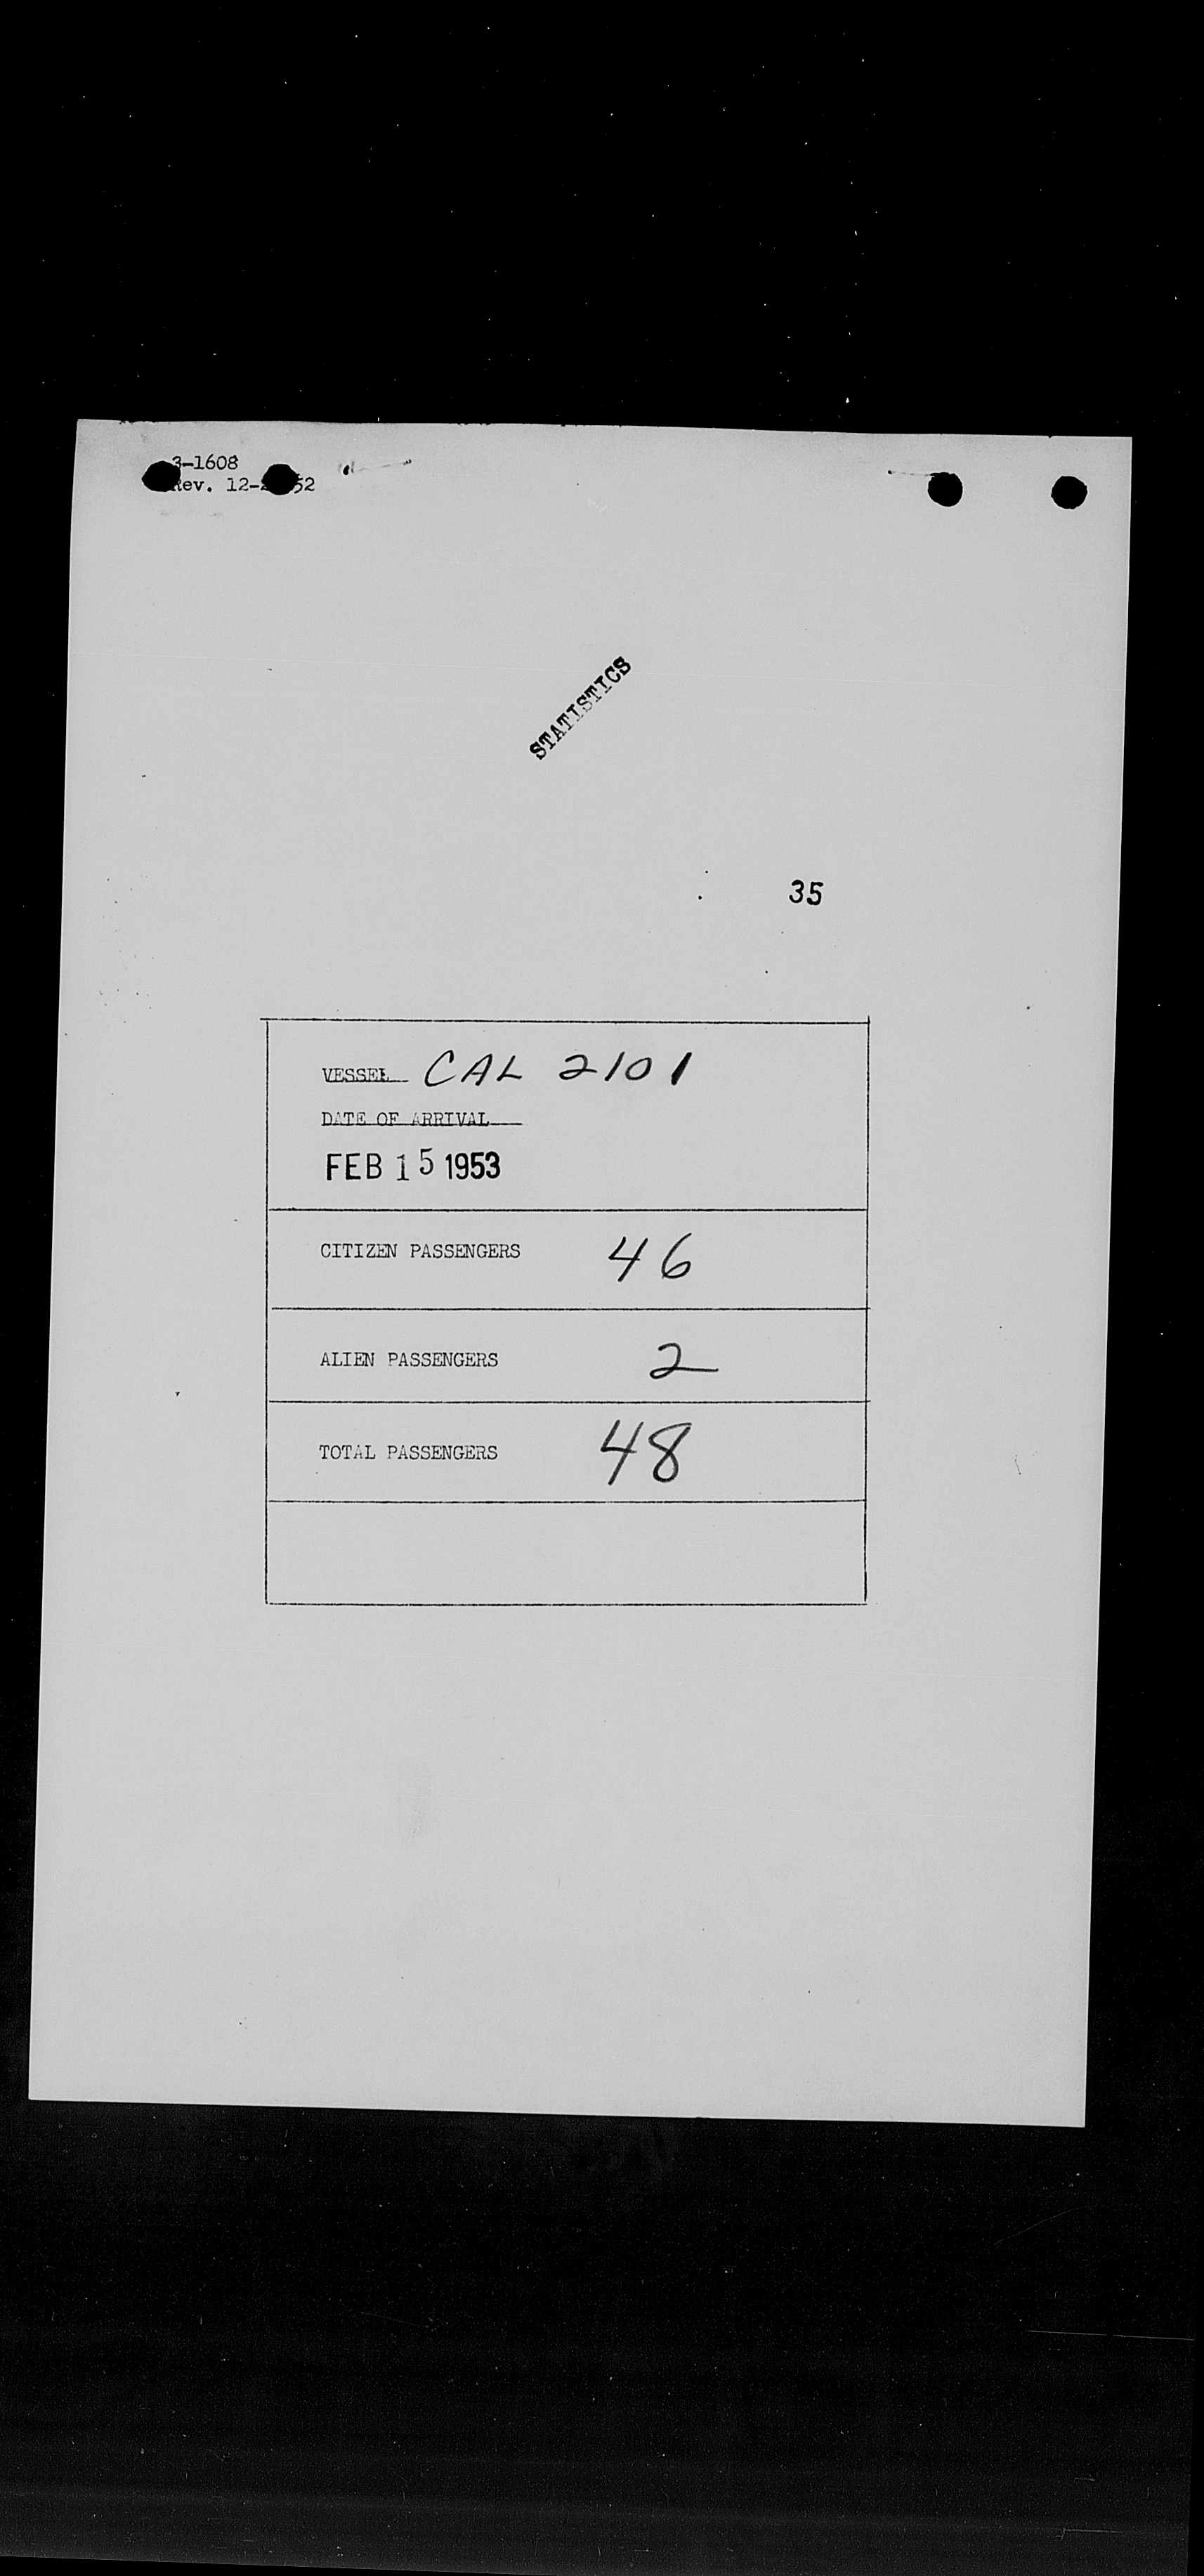 3-1608
Rev. 12-2 52
STATISTICS
35
VESSEL CAL 2101
DATE OF ARRIVAL
FEB 15 1953
CITIZEN PASSENGERS 46
ALIEN PASSENGERS 2
TOTAL PASSENGERS 48